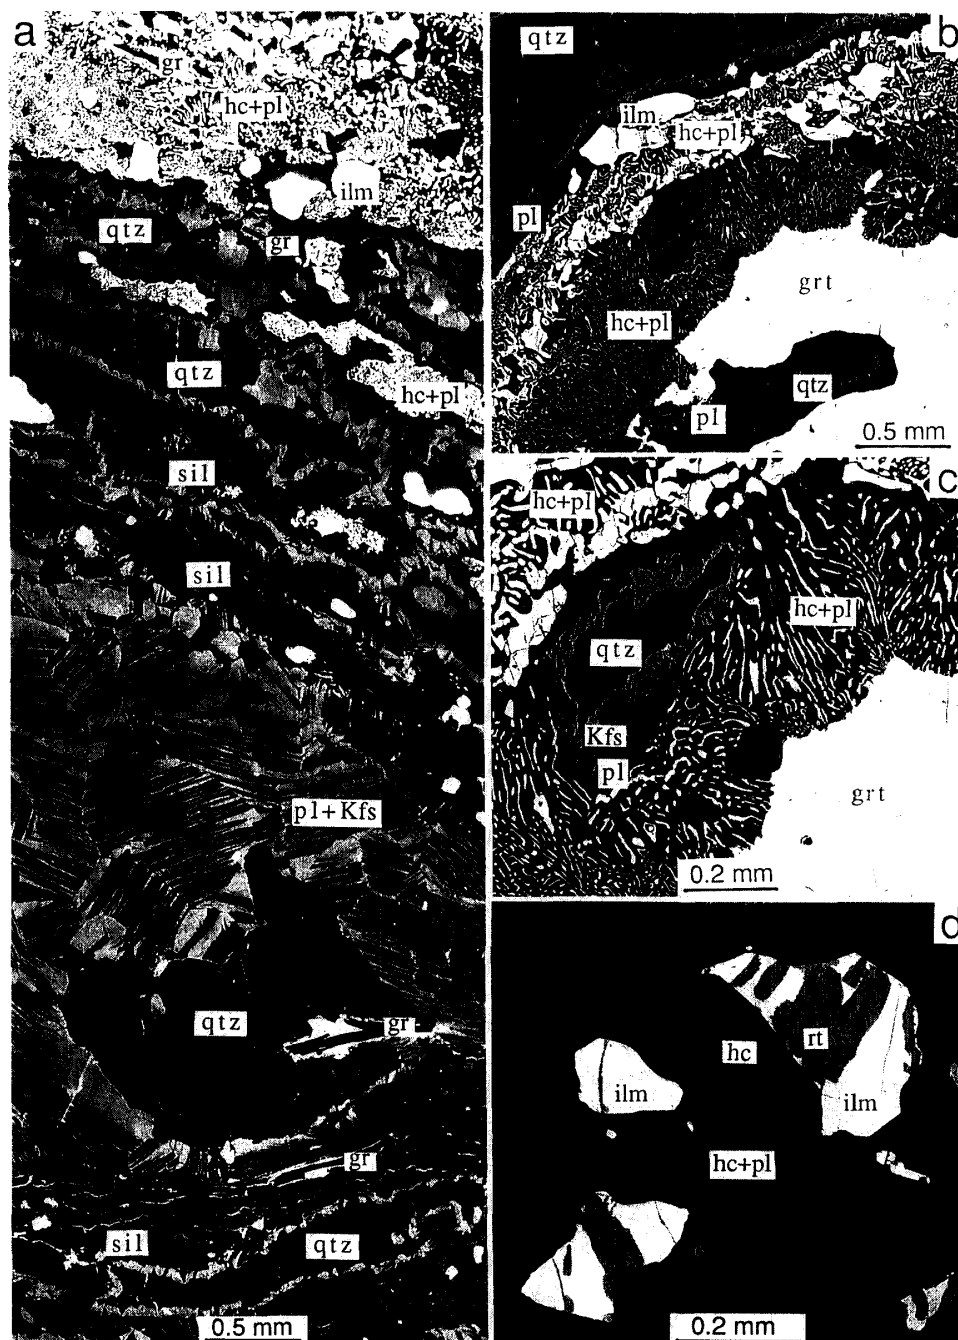 a
gr
hc+pl
ilm
qtz
gr
qtz
hc+pl
sil
sil
pl+Kfs
qtz
gr
gr
sil
qtz
0.5 mm
b
qtz
ilm
hc+pl
pl
grt
hc+pl
qtz
pl
0.5 mm
c
hc+pl
hc+pl
qtz
Kfs
pl
grt
0.2 mm
d
rt
hc
ilm
ilm
hc+pl
0.2 mm